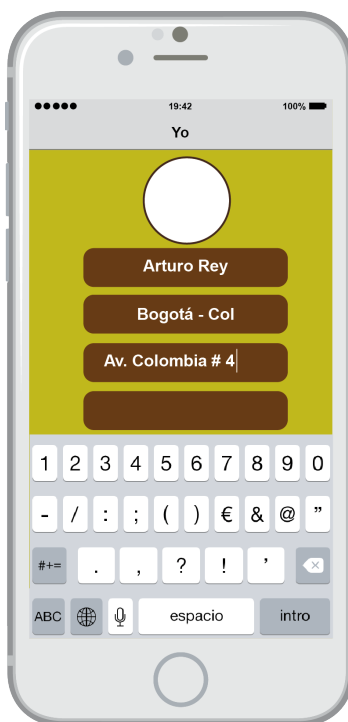 19:42 100%
Yo
Arturo Rey
Bogotá - Col
Av. Colombia # 4
1 2 3 4 5 6 7 8 9 0
- / : ; ( ) € & @ ”
#+= . , ? ! ’
ABC espacio intro